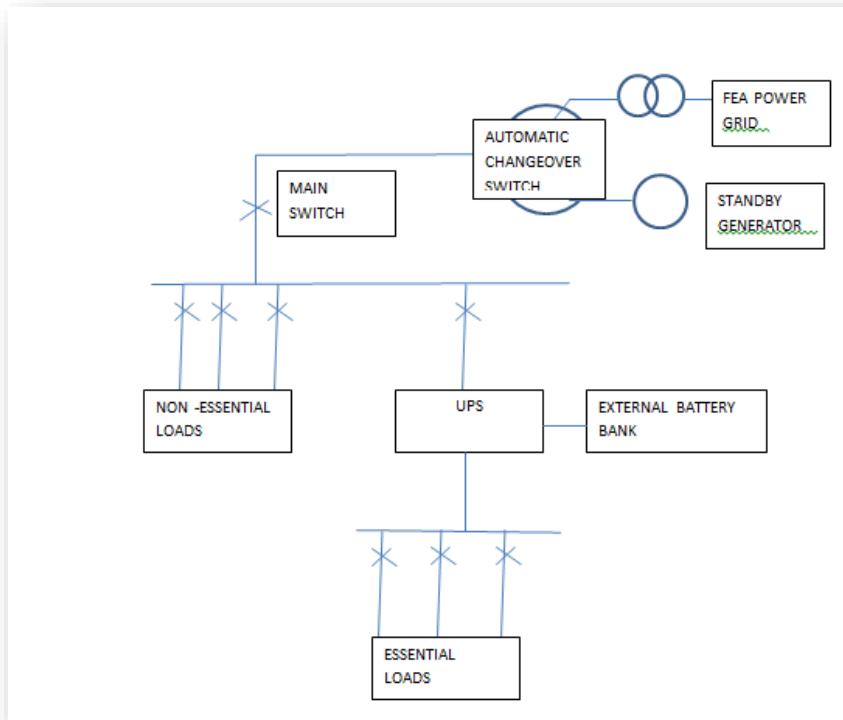 FEA POWER
GRID
AUTOMATIC
CHANGEOVER
SWITCH
MAIN
SWITCH
STANDBY
GENERATOR
NON -ESSENTIAL
LOADS
UPS
EXTERNAL BATTERY
BANK
ESSENTIAL
LOADS